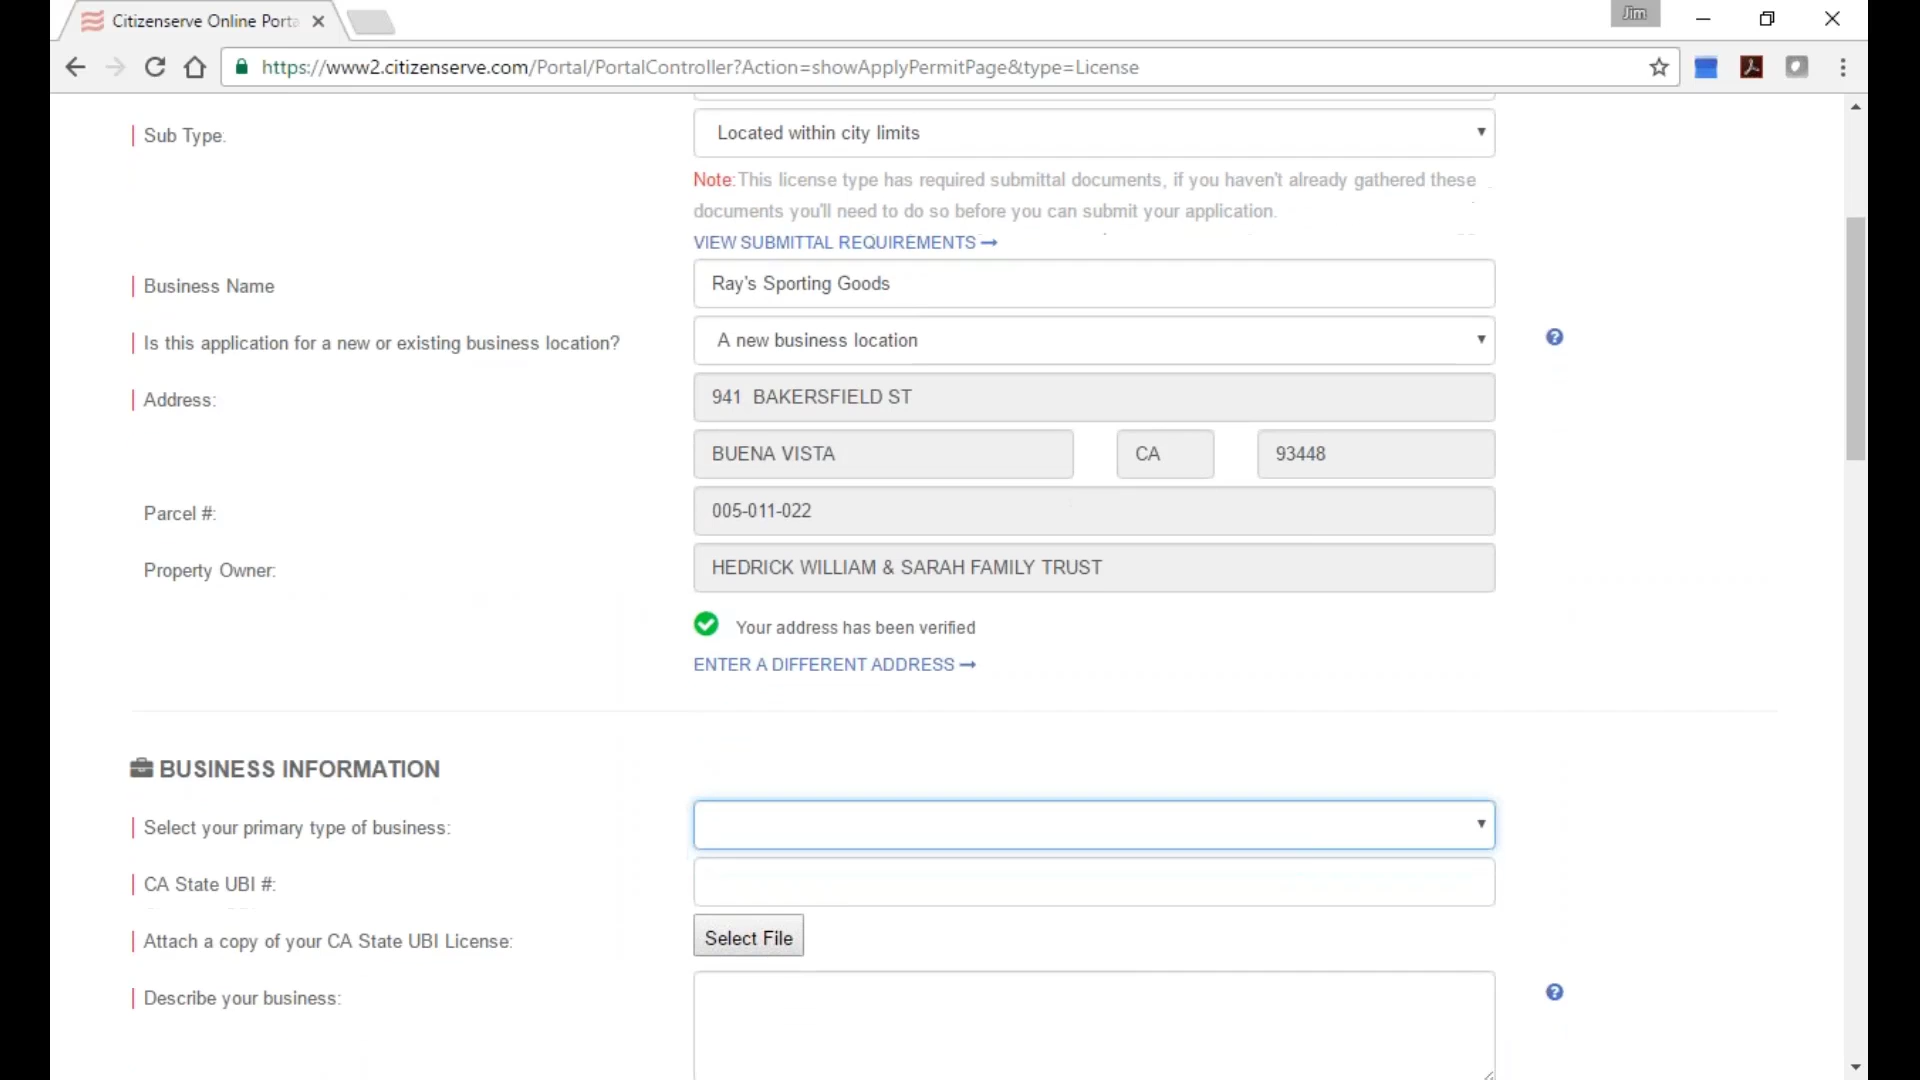 Citizenserve Online Porta
Jim
https://www2.citizenserve.com/Portal/PortalController?Action=showApplyPermitPage&type=License
Sub Type:
Located within city limits
Note:This license type has required submittal documents, if you haven't already gathered these
documents you'll need to do so before you can submit your application.
VIEW SUBMITTAL REQUIREMENTS
Business Name
Ray's Sporting Goods
Is this application for a new or existing business location?
A new business location
Address:
941 BAKERSFIELD ST
BUENA VISTA CA 93448
Parcel #:
005-011-022
Property Owner:
HEDRICK WILLIAM & SARAH FAMILY TRUST
Your address has been verified
ENTER A DIFFERENT ADDRESS
BUSINESS INFORMATION
Select your primary type of business:
CA State UBI #:
Attach a copy of your CA State UBI License:
Select File
Describe your business: